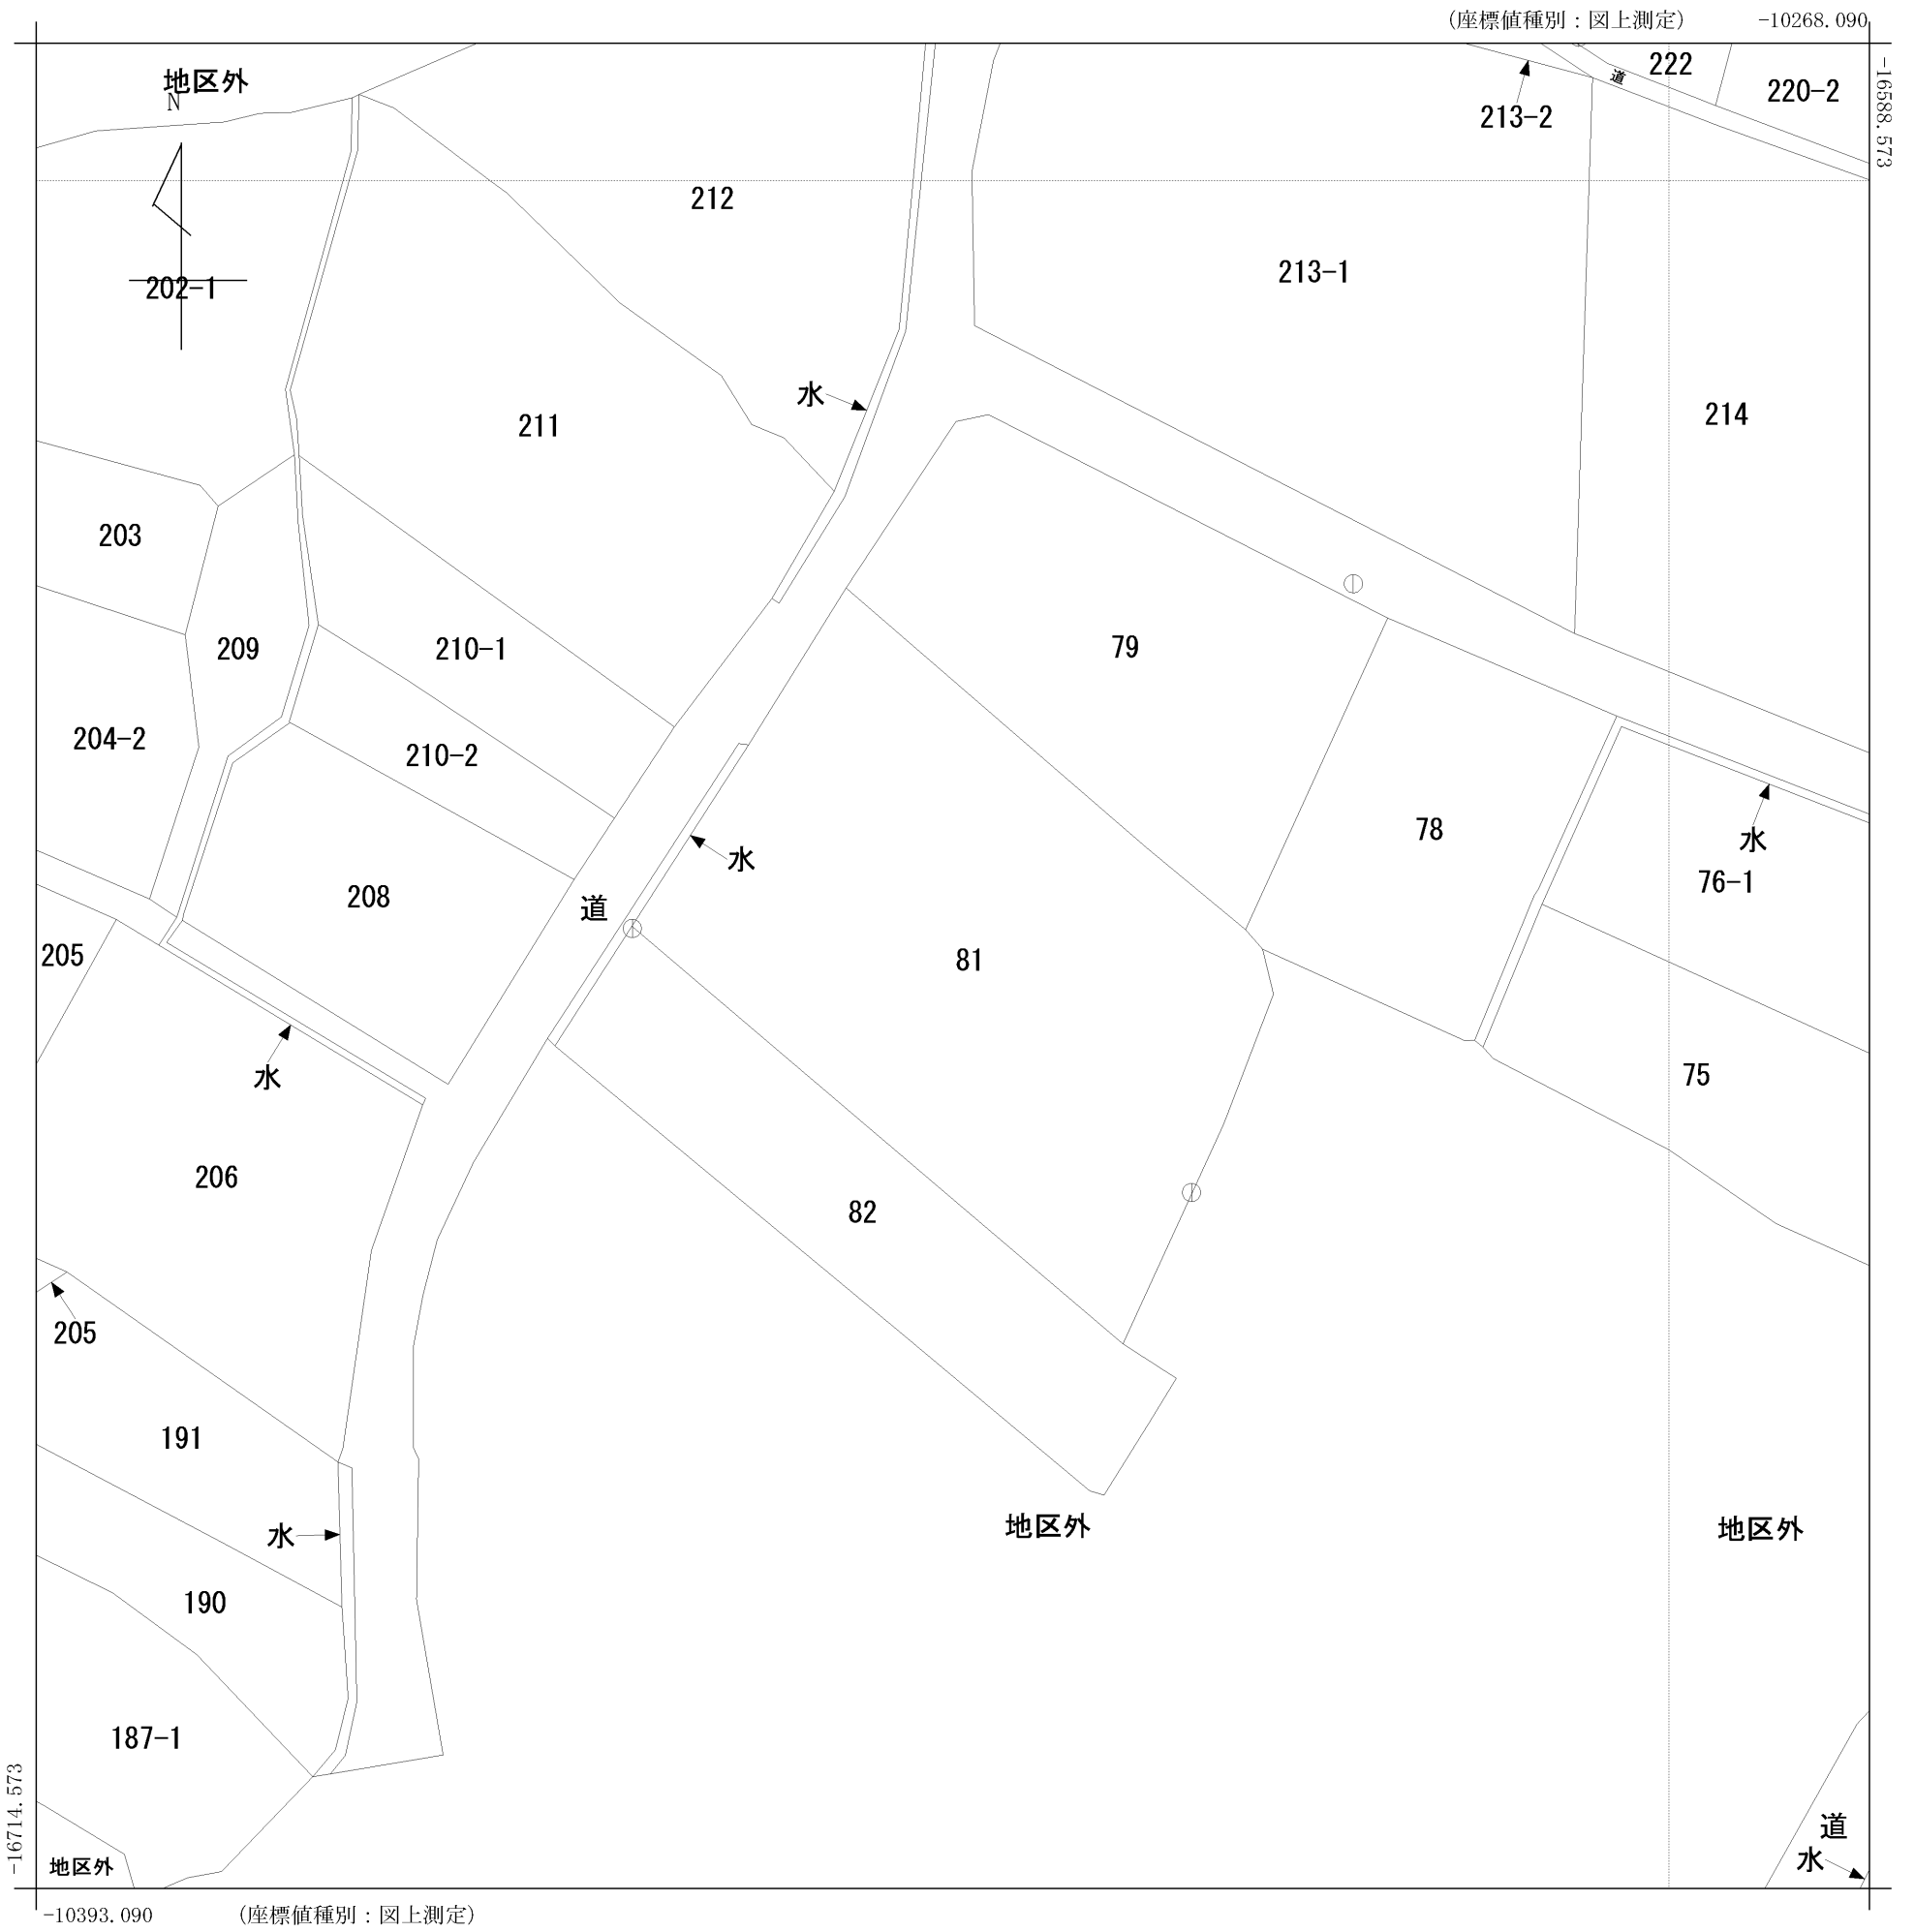 (座標値種別：図上測定) -10268.090
-16588.573
地区外
N
222
道
220-2
213-2
212
213-1
202-1
水
214
211
203
209
210-1
79
204-2
210-2
78
水
水
76-1
208
道
205
81
水
75
206
82
205
191
水
地区外
地区外
190
187-1
-16714.573
道
水
地区外
-10393.090 (座標値種別：図上測定)